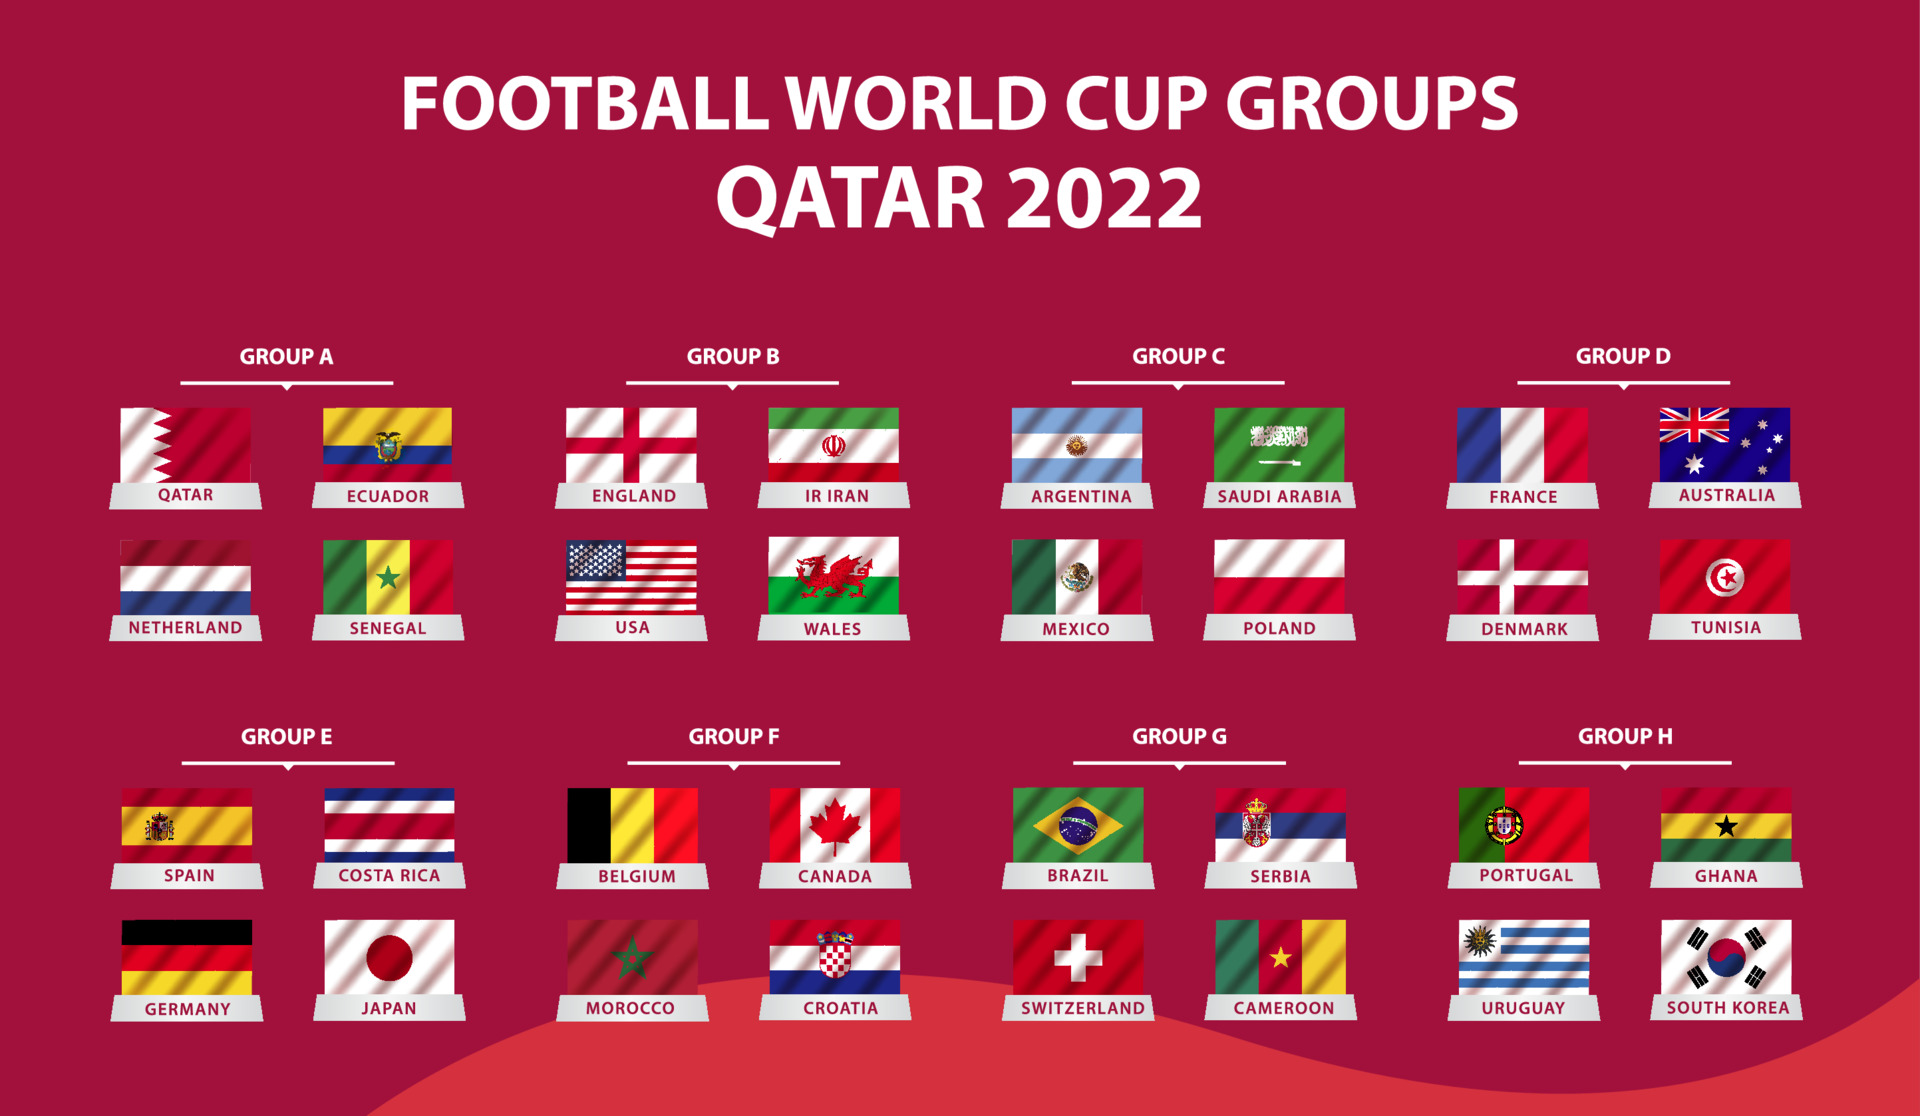 FOOTBALL WORLD CUP GROUPS
QATAR 2022
GROUP A
QATAR
ECUADOR
NETHERLAND
SENEGAL
GROUP B
ENGLAND
IR IRAN
USA
WALES
GROUP C
ARGENTINA
SAUDI ARABIA
MEXICO
POLAND
GROUP D
FRANCE
AUSTRALIA
DENMARK
TUNISIA
GROUP E
SPAIN
COSTA RICA
GERMANY
JAPAN
GROUP F
BELGIUM
CANADA
MOROCCO
CROATIA
GROUP G
BRAZIL
SERBIA
SWITZERLAND
CAMEROON
GROUP H
PORTUGAL
GHANA
URUGUAY
SOUTH KOREA